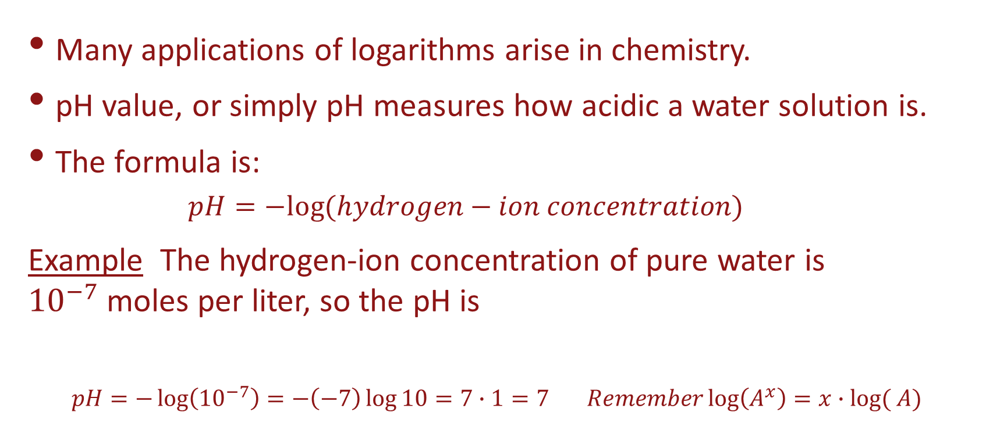 • Many applications of logarithms arise in chemistry.
• pH value, or simply pH measures how acidic a water solution is.
• The formula is:
pH = −log(hydrogen − ion concentration)
Example The hydrogen-ion concentration of pure water is
10⁻⁷ moles per liter, so the pH is
pH = − log(10⁻⁷) = −(−7) log 10 = 7 · 1 = 7 Remember log(Aˣ) = x · log( A)